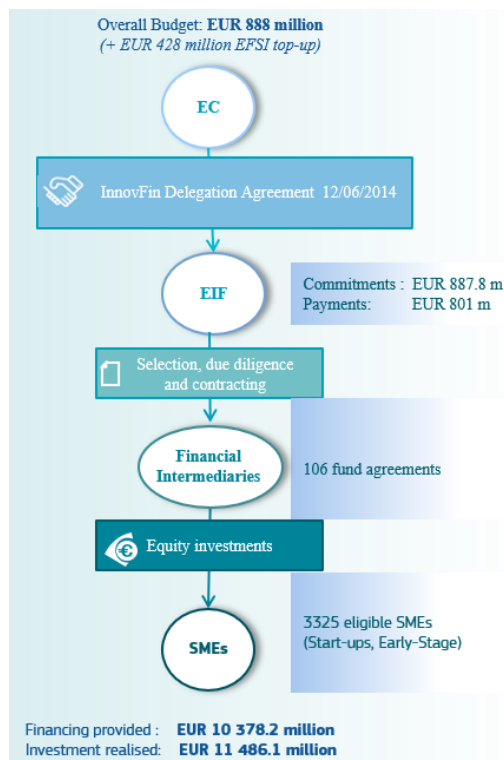 Overall Budget: EUR 888 million
(+ EUR 428 million EFSI top-up)
EC
InnovFin Delegation Agreement 12/06/2014
EIF
Commitments : EUR 887.8 m
Payments: EUR 801 m
Selection, due diligence
and contracting
Financial
Intermediaries
106 fund agreements
Equity investments
3325 eligible SMEs
(Start-ups, Early-Stage)
SMEs
Financing provided : EUR 10 378.2 million
Investment realised: EUR 11 486.1 million